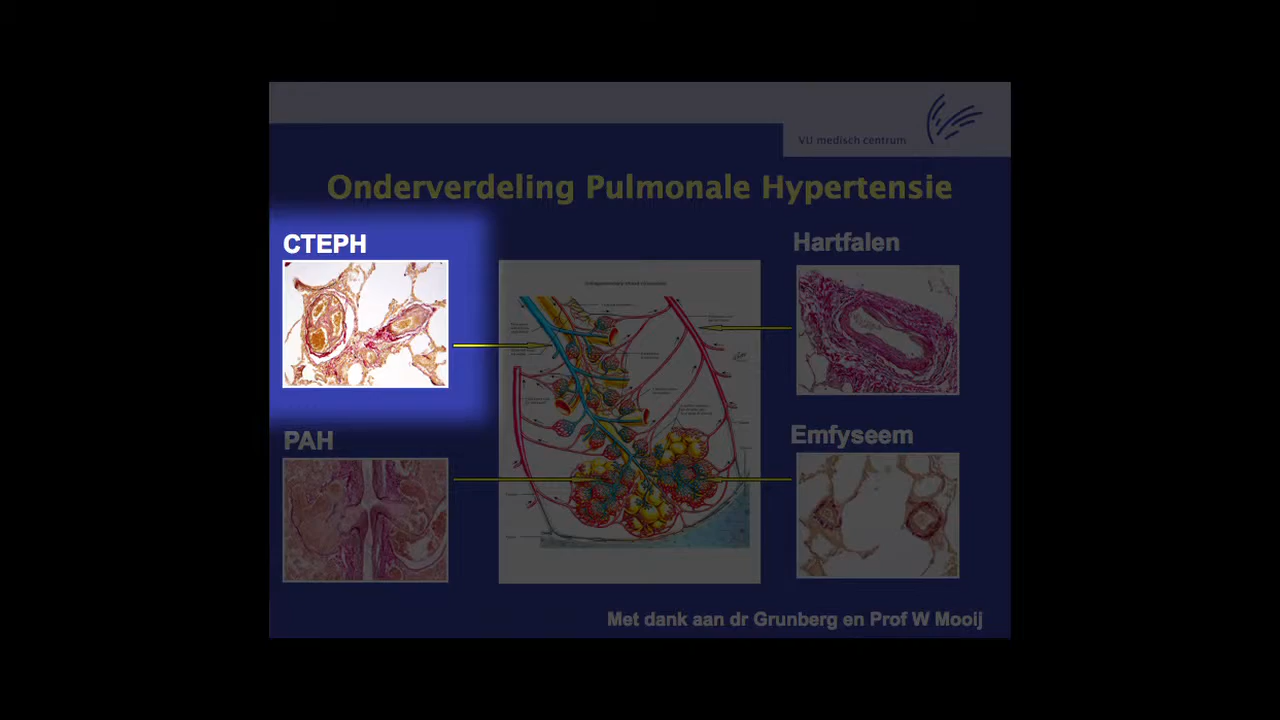 VU medisch centrum
Onderverdeling Pulmonale Hypertensie
CTEPH
Hartfalen
PAH
Emfyseem
Met dank aan dr Grunberg en Prof W Mooij